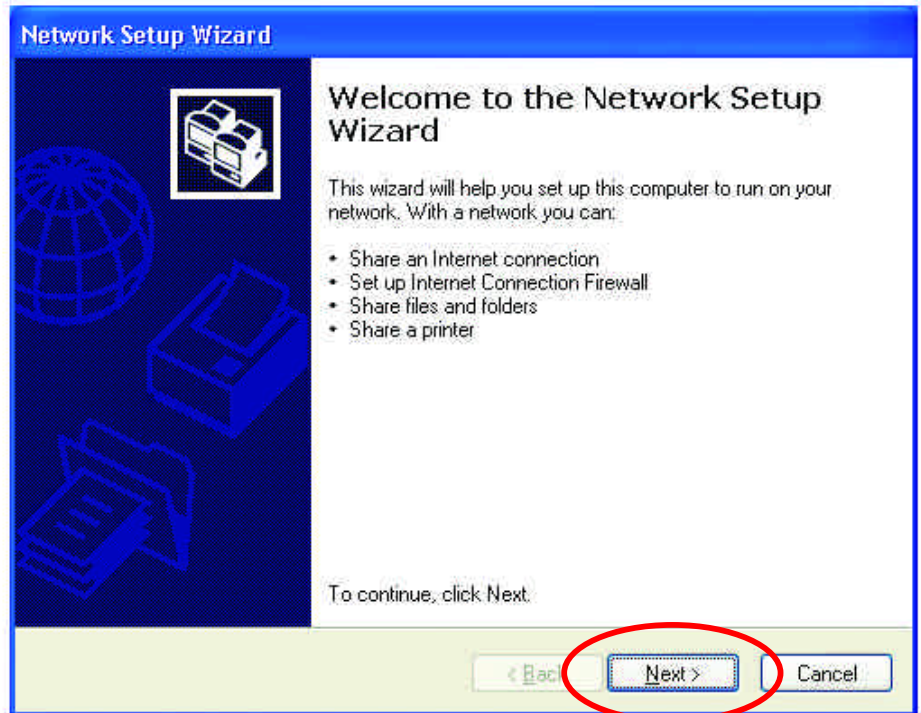 Network Setup Wizard
Welcome to the Network Setup
Wizard
This wizard will help you set up this computer to run on your
network. With a network you can:
• Share an Internet connection
• Set up Internet Connection Firewall
• Share files and folders
• Share a printer
To continue, click Next.
< Back Next > Cancel